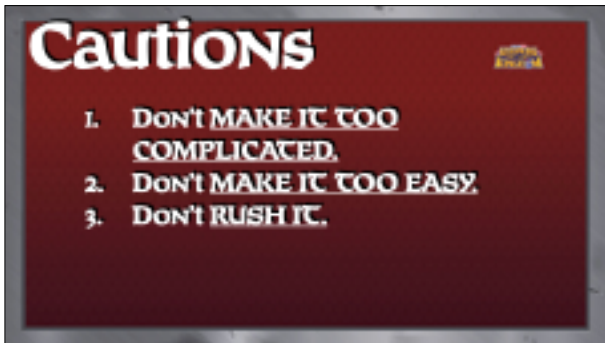 Cautions
1. Don't MAKE IT TOO
COMPLICATED.
2. Don't MAKE IT TOO EASY.
3. Don't RUSH IT.